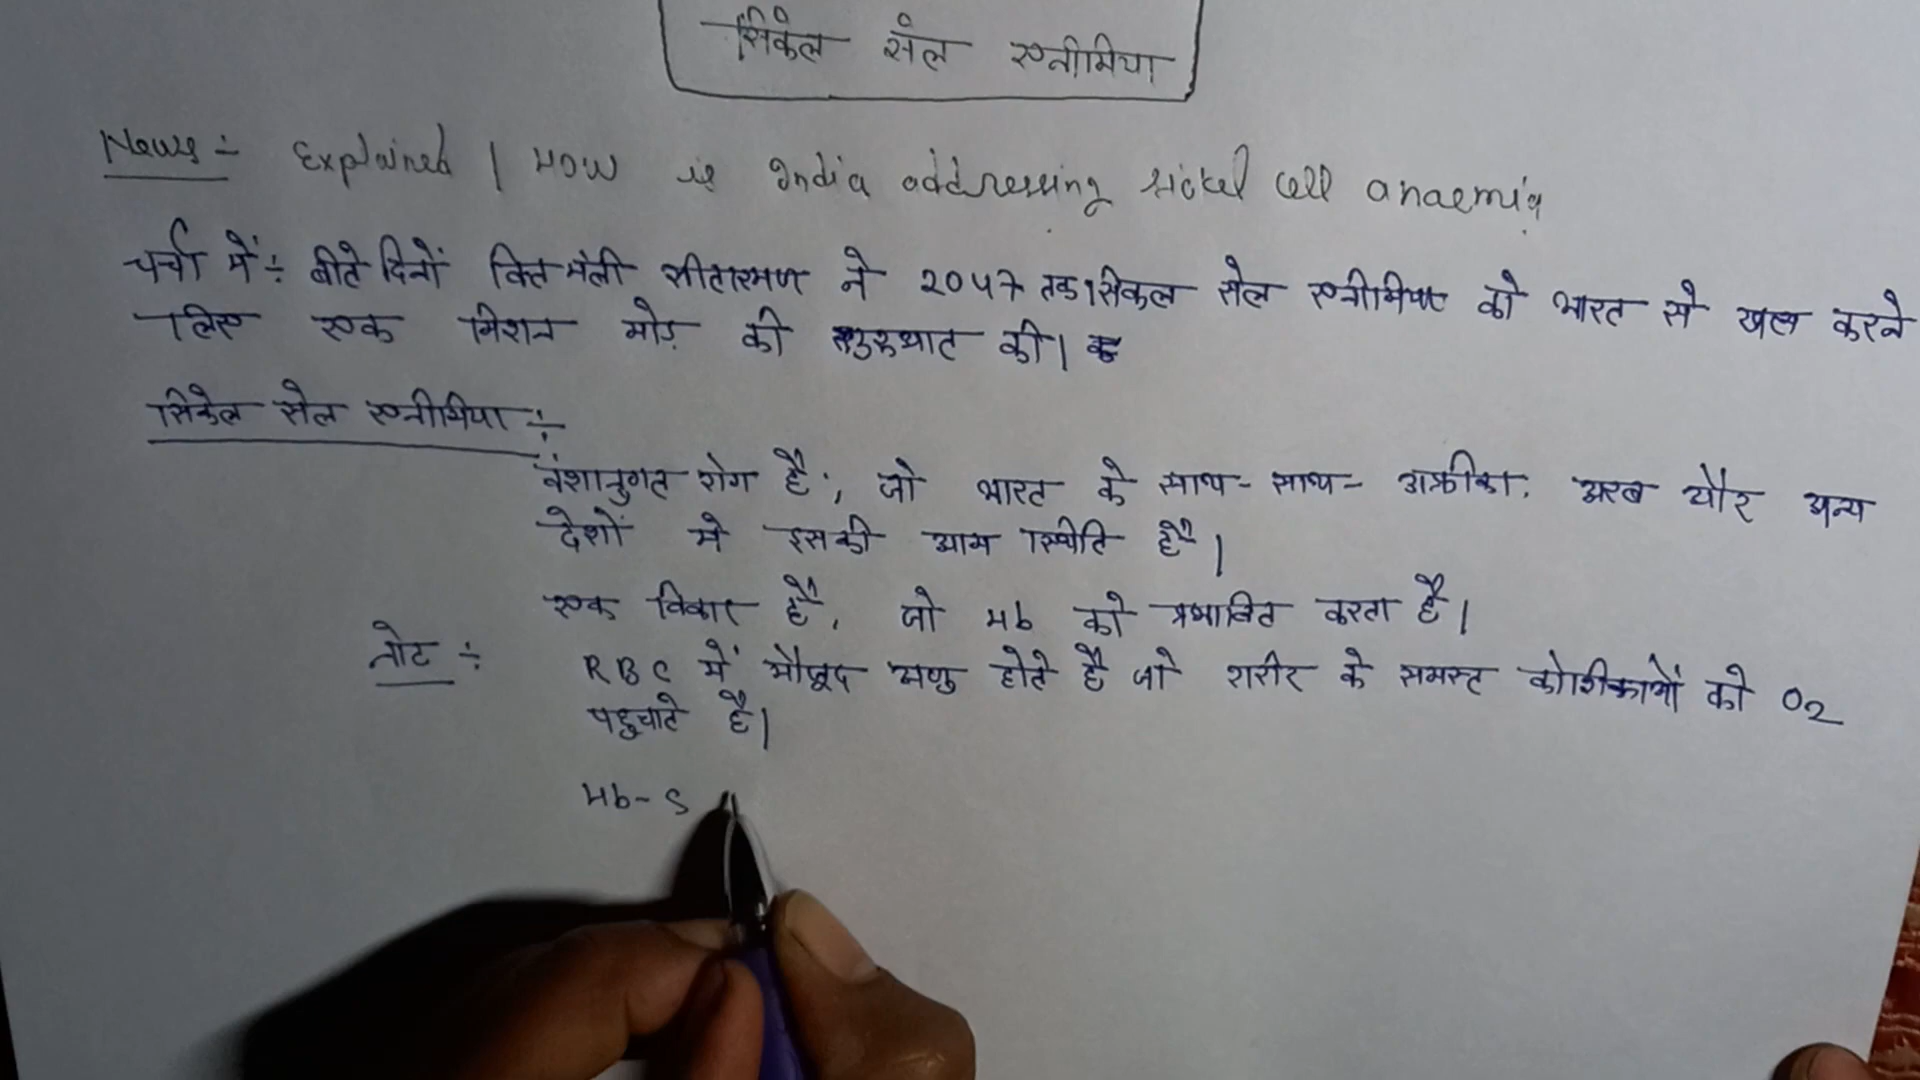 सिकेल सेल एनीमिया
News:- Explained | HOW is India addressing sickel cell anaemia
चर्चा में:- बीते दिनों वित मंत्री सीतारमण ने 2047 तक सिकेल सेल एनीमिया को भारत से खत्म करने
लिए एक मिशन मोड़ की शुरुआत की।
सिकेल सेल एनीमिया :-
वंशानुगत रोग है, जो भारत के साथ-साथ- अफ्रीका, अरब और अन्य
देशों मे इसकी आम स्थिति है।
एक विकार है, जो Hb को प्रभावित करता है।
नोट :- RBC में मौजूद अणु होते है जो शरीर के समस्त कोशिकाओं को O2
पहुचाते है।
Hb-S